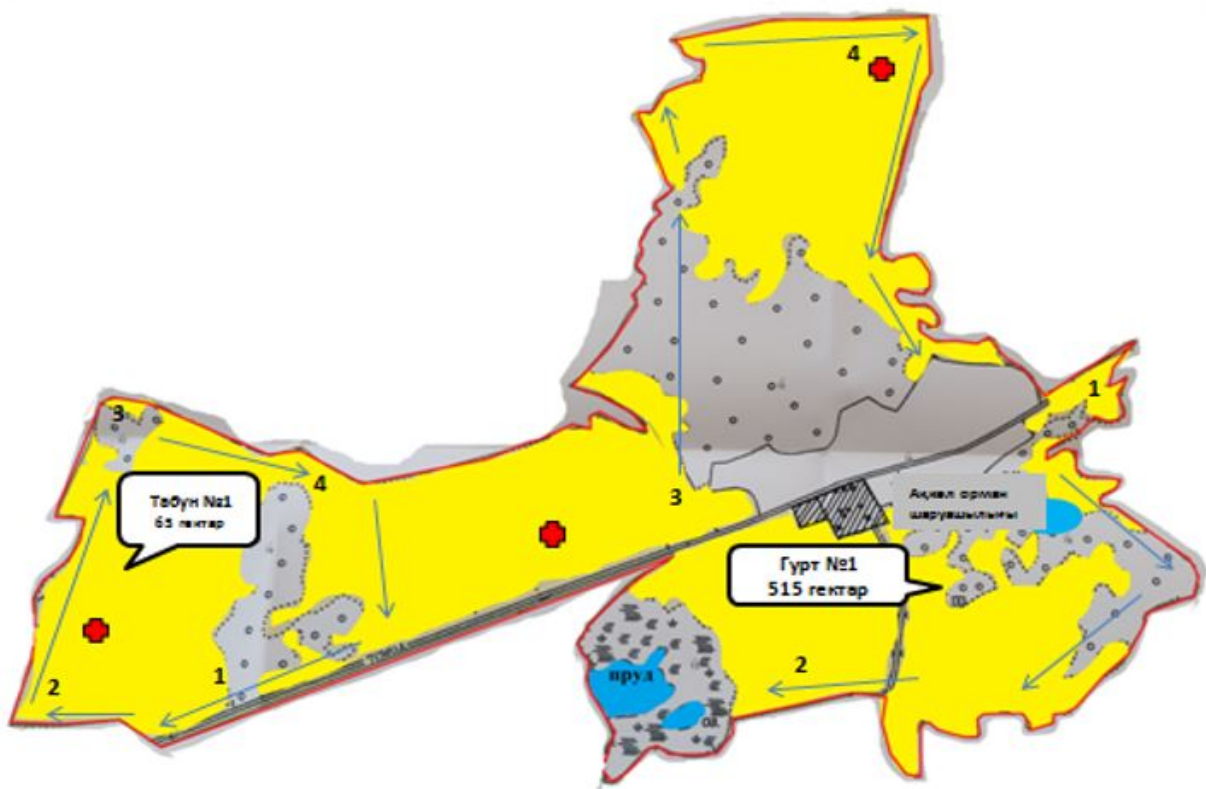 4
1
3
Табун №1
65 гектар
4
3
Ақкөл орман
шаруашылығы
Гурт №1
515 гектар
1
2
2
пруд